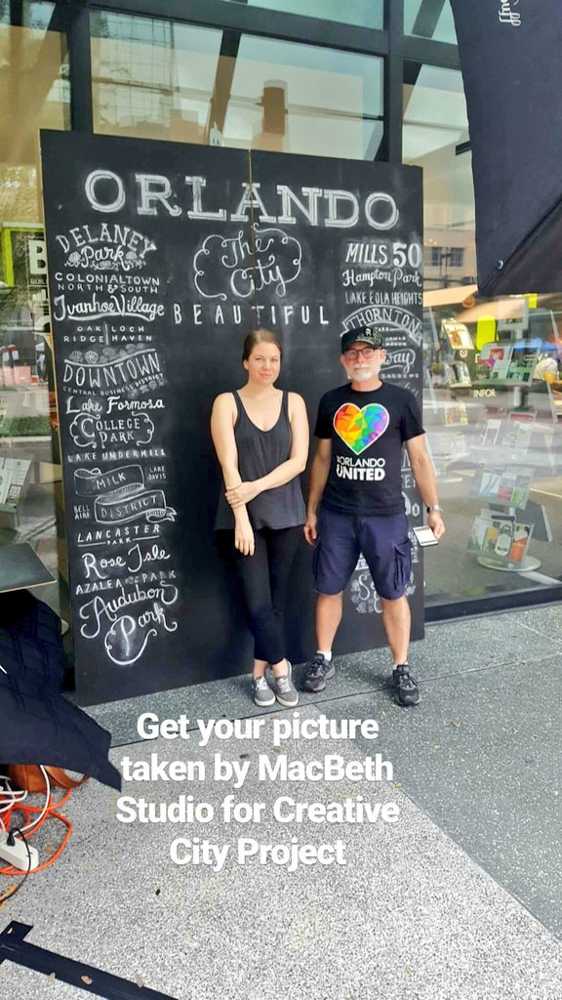 ORLANDO
The
City
BEAUTIFUL
DELANEY
Park
COLONIALTOWN
NORTH & SOUTH
Ivanhoe Village
OAK RIDGE
LOCH HAVEN
DOWNTOWN
CENTRAL BUSINESS DISTRICT
Lake Formosa
COLLEGE
PARK
LAKE UNDERHILL
MILK
DISTRICT
LAKE DAVIS
BELL AIRE
LANCASTER
PARK
Rose Isle
AZALEA PARK
Audubon
Park
MILLS 50
Hampton Park
LAKE EOLA HEIGHTS
THORNTON
ORLANDO
UNITED
INFOR
Get your picture
taken by MacBeth
Studio for Creative
City Project